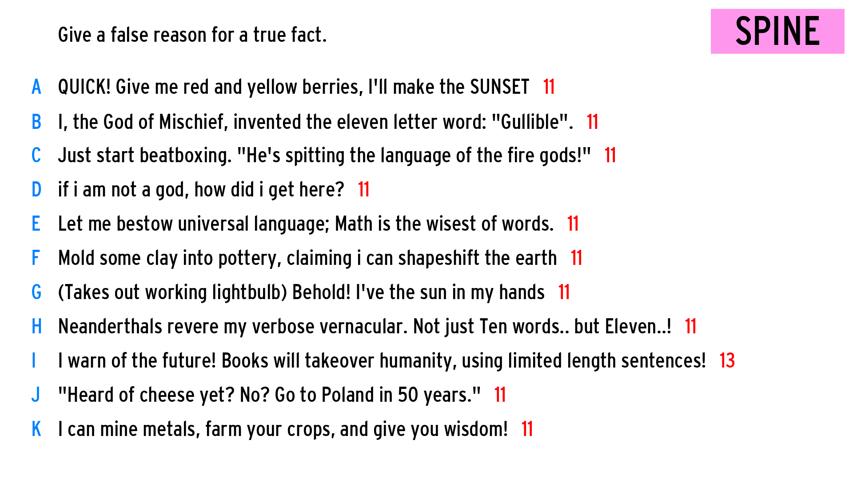 Give a false reason for a true fact.
SPINE
A QUICK! Give me red and yellow berries, I'll make the SUNSET 11
B I, the God of Mischief, invented the eleven letter word: "Gullible". 11
C Just start beatboxing. "He's spitting the language of the fire gods!" 11
D if i am not a god, how did i get here? 11
E Let me bestow universal language; Math is the wisest of words. 11
F Mold some clay into pottery, claiming i can shapeshift the earth 11
G (Takes out working lightbulb) Behold! I've the sun in my hands 11
H Neanderthals revere my verbose vernacular. Not just Ten words.. but Eleven..! 11
I I warn of the future! Books will takeover humanity, using limited length sentences! 13
J "Heard of cheese yet? No? Go to Poland in 50 years." 11
K I can mine metals, farm your crops, and give you wisdom! 11